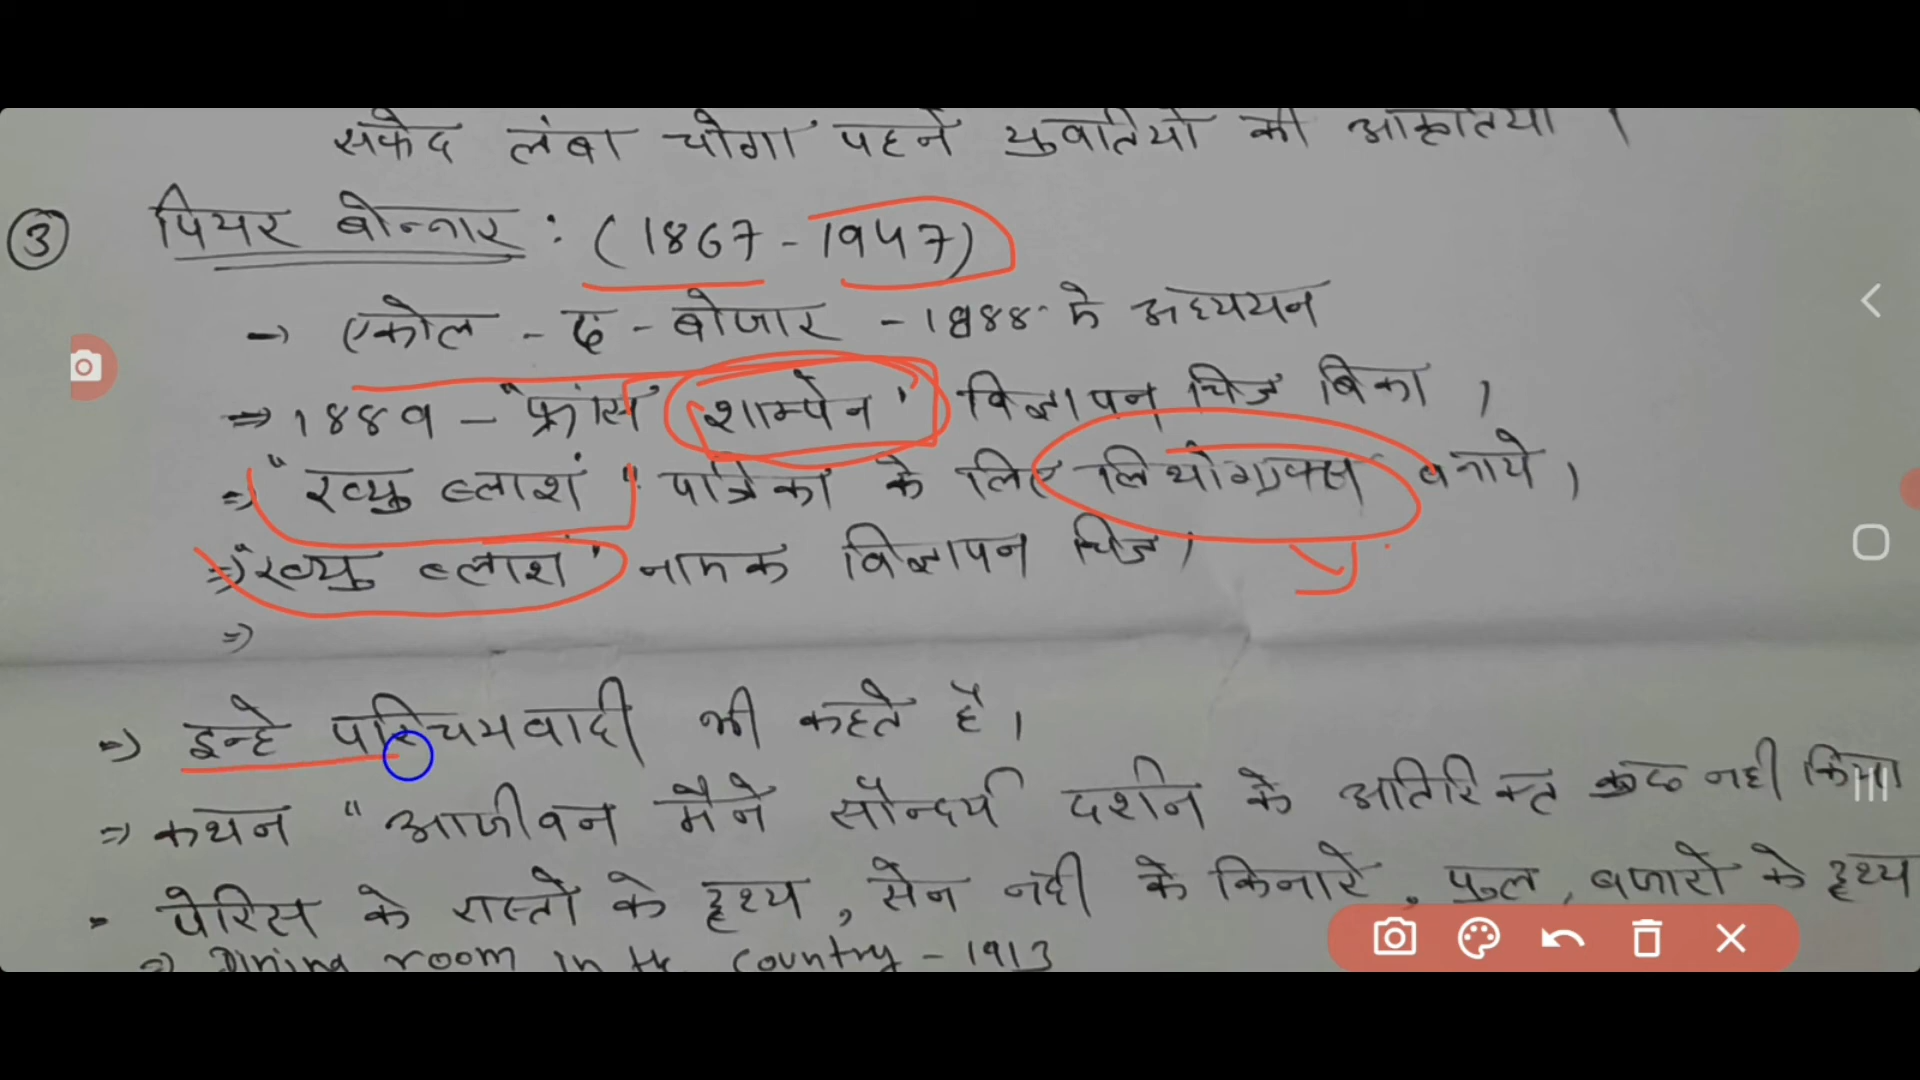 सफेद लंबा चोगा पहने युवतियो की आकृतियां ।
③ पियर बोन्नार : (1867 - 1947)
→ एकोल - द - बोजार - 1888 मे अध्ययन
⇒ 1889 - "फ्रांस शाम्पेन" विज्ञापन चित्र बिका ।
⇒ "रव्यु ब्लाशं" पत्रिका के लिए लियोग्राफ्स बनाये ।
⇒ "रव्यु ब्लाशं" नामक विज्ञापन चित्र ।
⇒
⇒ इन्हे परिचमवादी भी कहते है ।
⇒ कथन "आजीवन मैने सौन्दर्य दर्शन के अतिरिक्त कुछ नही किया
पेरिस के रास्तो के दृश्य , सेन नदी के किनारे , पुल , बजारो के दृश्य
⇒ Dining room in the country - 1913